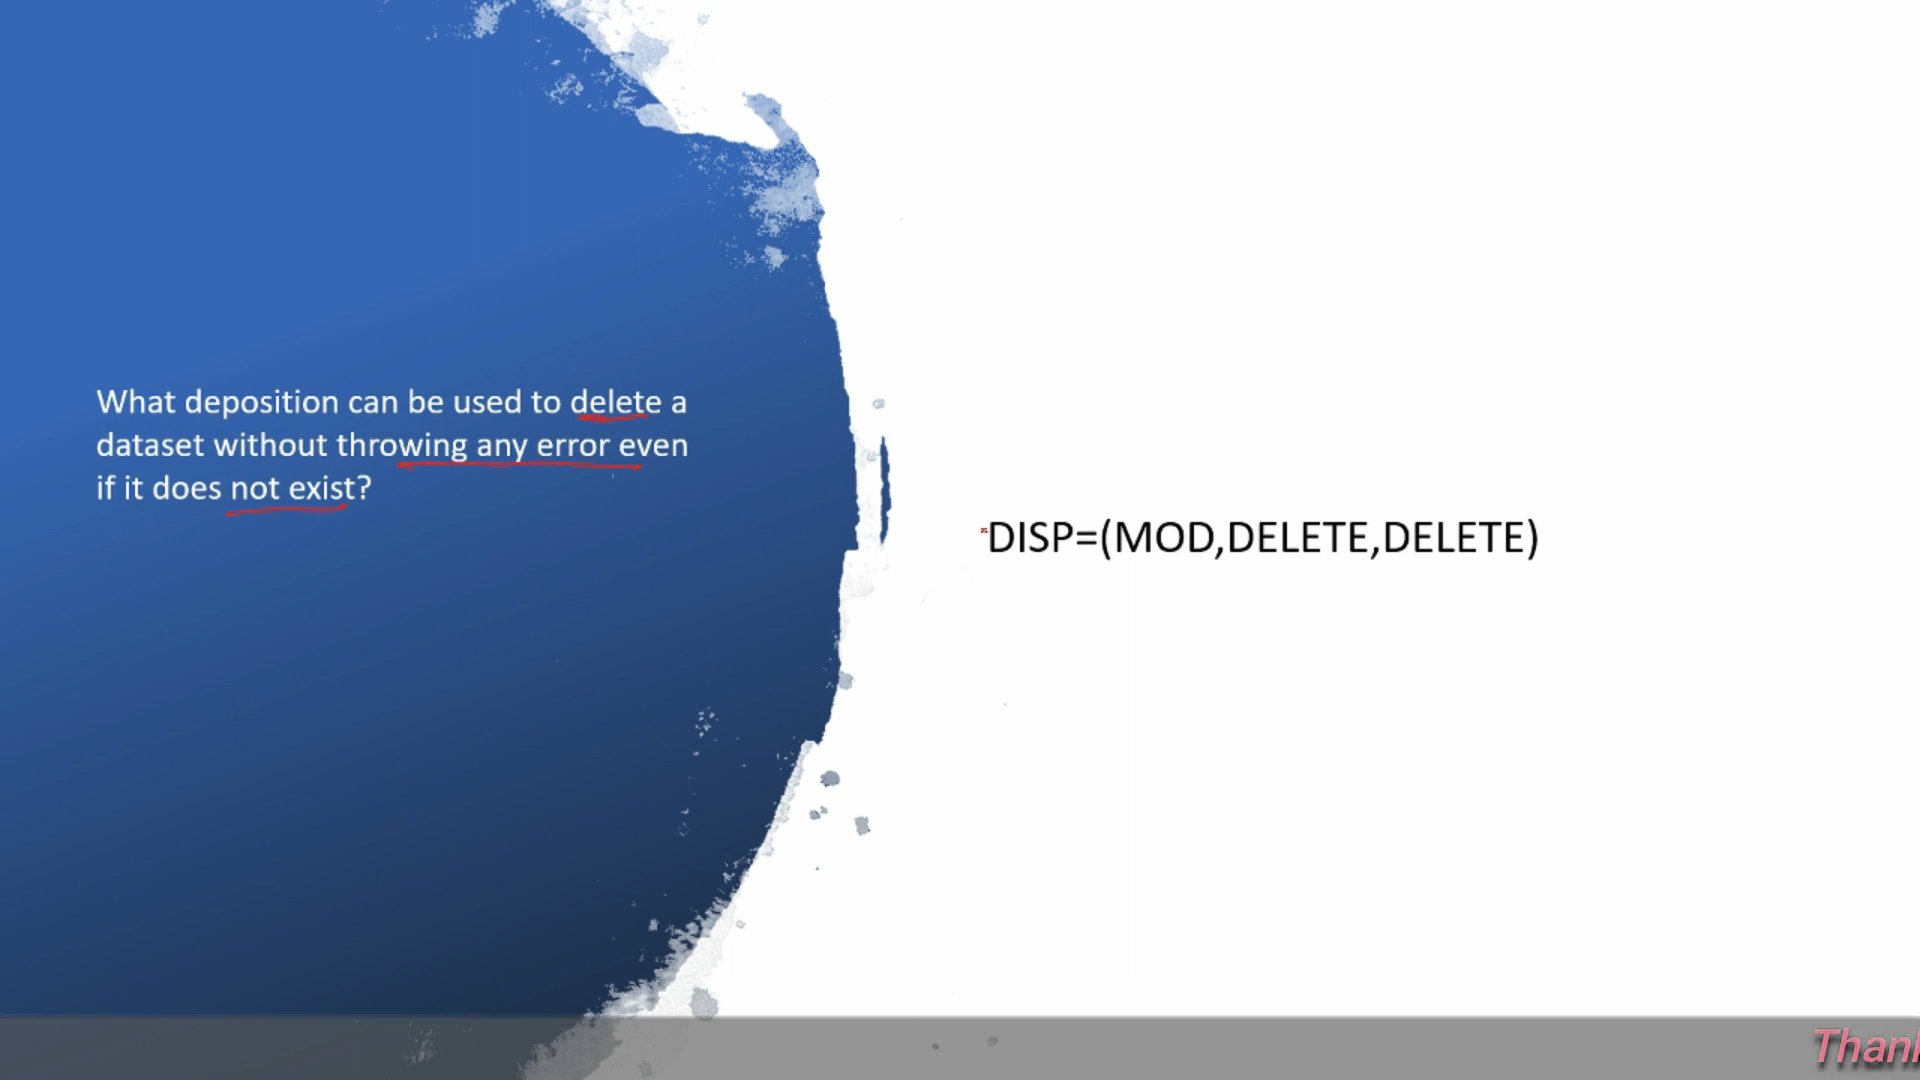 What deposition can be used to delete a
dataset without throwing any error even
if it does not exist?
DISP=(MOD,DELETE,DELETE)
Than